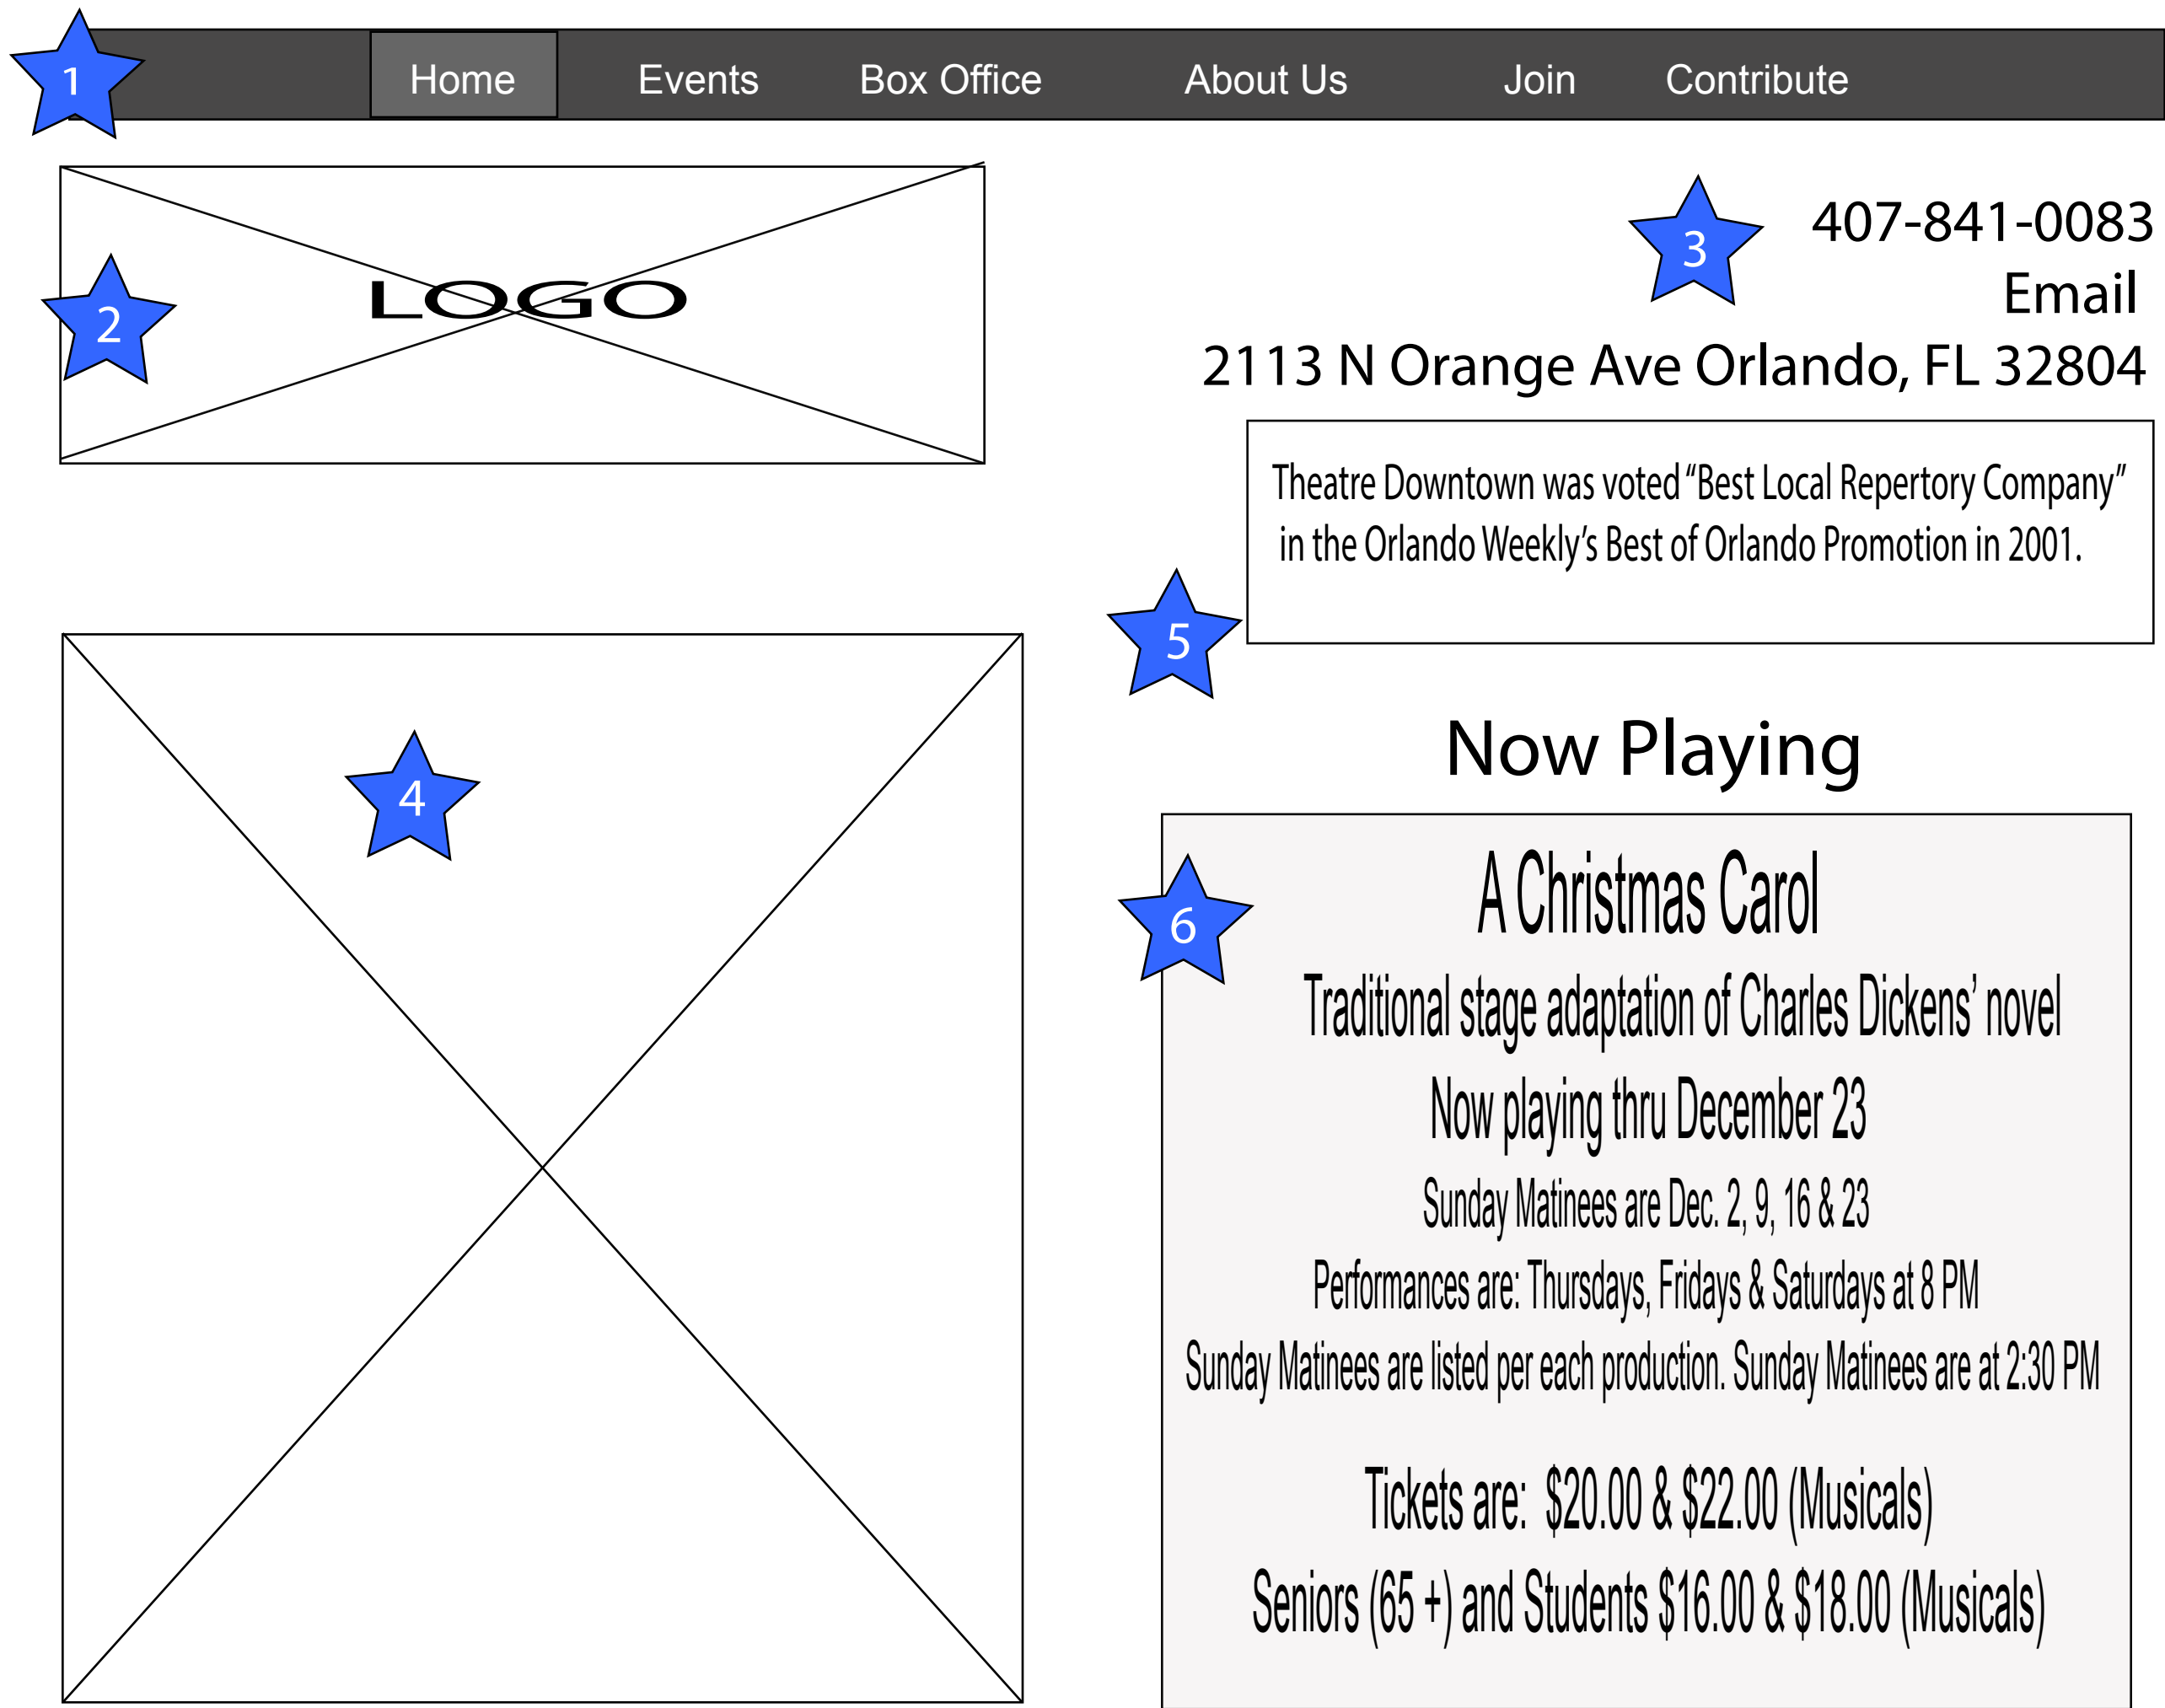 1
Home Events Box Office About Us Join Contribute
2
LOGO
3
407-841-0083
Email
2113 N Orange Ave Orlando, FL 32804
Theatre Downtown was voted “Best Local Repertory Company”
in the Orlando Weekly’s Best of Orlando Promotion in 2001.
5
4
Now Playing
6
A Christmas Carol
Traditional stage adaptation of Charles Dickens’ novel
Now playing thru December 23
Sunday Matinees are Dec. 2, 9, 16 & 23
Performances are: Thursdays, Fridays & Saturdays at 8 PM
Sunday Matinees are listed per each production. Sunday Matinees are at 2:30 PM
Tickets are: $20.00 & $22.00 (Musicals)
Seniors (65 +) and Students $16.00 & $18.00 (Musicals)